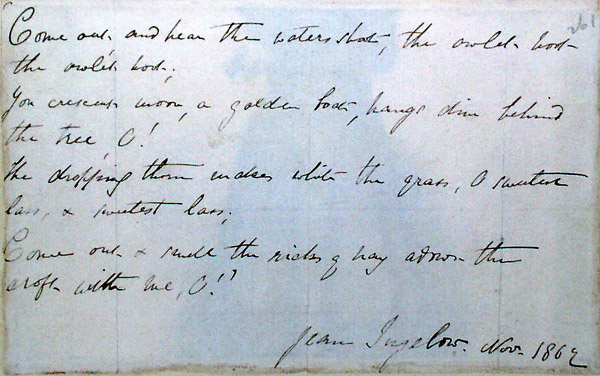 261
Come out and hear the waters shoot, the owlet hoot
the owlet hoot;
Yon crescent moon, a golden boat, hangs dim behind
the tree, O!
the dropping thorn makes white the grass, O sweetest
lass, & sweetest lass;
Come out & smell the ricks of hay adown the
croft with me, O!"
Jean Ingelow. Nov. 1862